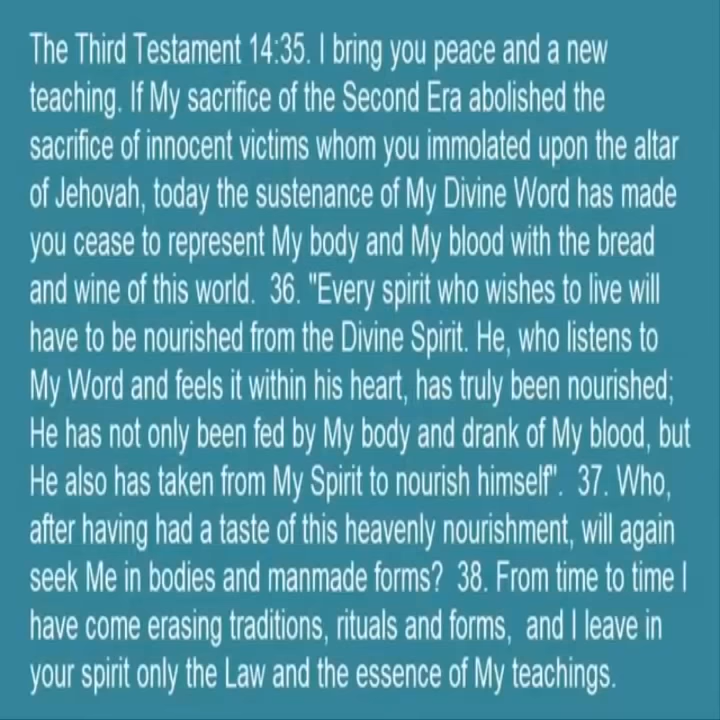 The Third Testament 14:35. I bring you peace and a new
teaching. If My sacrifice of the Second Era abolished the
sacrifice of innocent victims whom you immolated upon the altar
of Jehovah, today the sustenance of My Divine Word has made
you cease to represent My body and My blood with the bread
and wine of this world.  36. "Every spirit who wishes to live will
have to be nourished from the Divine Spirit. He, who listens to
My Word and feels it within his heart, has truly been nourished;
He has not only been fed by My body and drank of My blood, but
He also has taken from My Spirit to nourish himself".  37. Who,
after having had a taste of this heavenly nourishment, will again
seek Me in bodies and manmade forms?  38. From time to time I
have come erasing traditions, rituals and forms,  and I leave in
your spirit only the Law and the essence of My teachings.